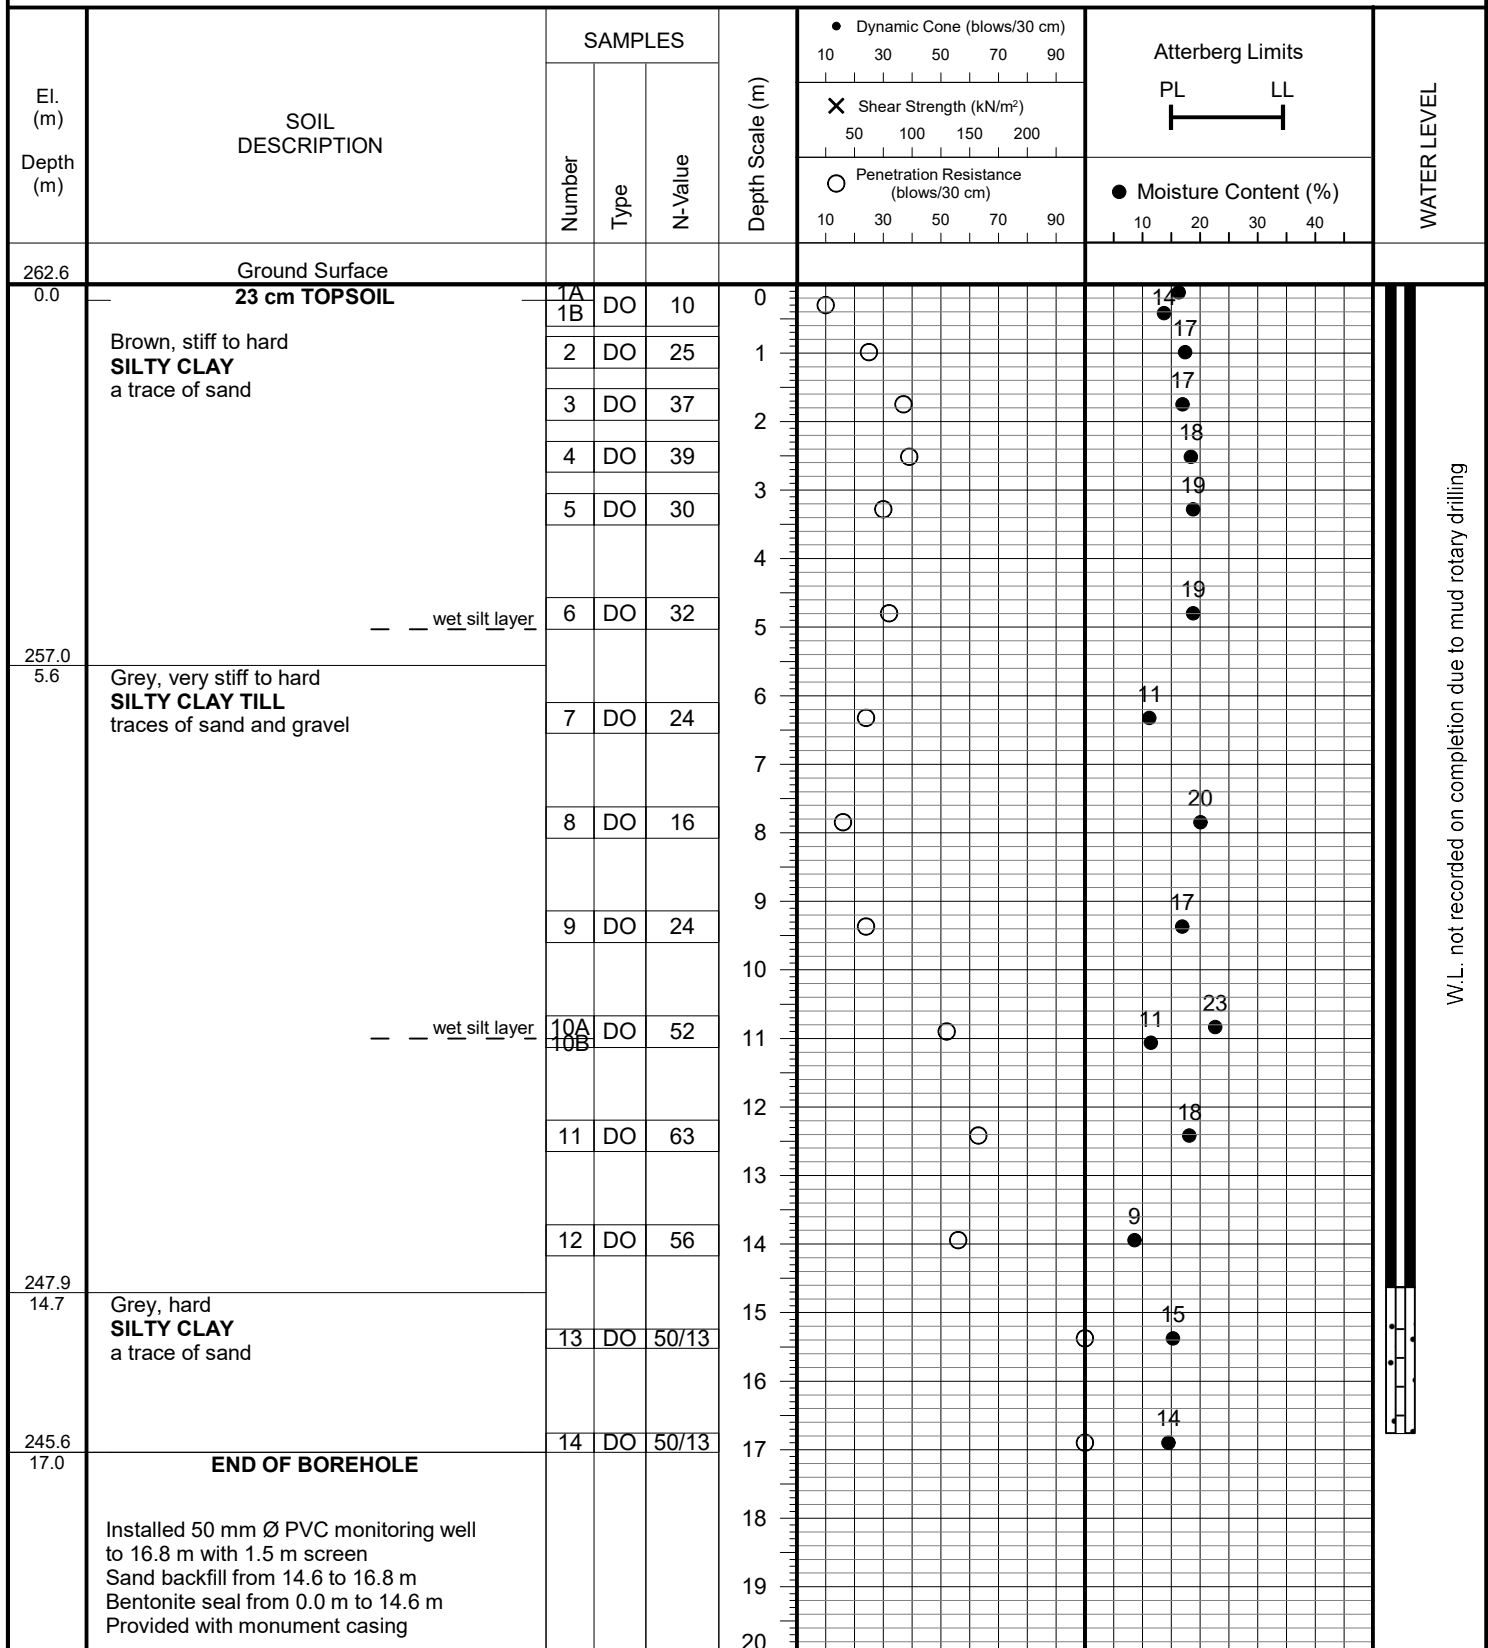 SAMPLES
El.
(m)
Depth
(m)
SOIL
DESCRIPTION
Number
Type
N-Value
Depth Scale (m)
Dynamic Cone (blows/30 cm)
10 30 50 70 90
Shear Strength (kN/m²)
50 100 150 200
Penetration Resistance
(blows/30 cm)
10 30 50 70 90
Atterberg Limits
PL LL
Moisture Content (%)
10 20 30 40
WATER LEVEL
262.6 Ground Surface
0.0 23 cm TOPSOIL 1A DO 10 0
1B 14
Brown, stiff to hard 17
SILTY CLAY 2 DO 25 1
a trace of sand 17
3 DO 37
2
18
4 DO 39
19
3
5 DO 30
4
19
wet silt layer 6 DO 32
5
257.0
5.6 Grey, very stiff to hard
SILTY CLAY TILL 6 11
traces of sand and gravel 7 DO 24
7
20
8 DO 16 8
9 17
9 DO 24
10
23
wet silt layer 10A DO 52 11
10B 11
12 18
11 DO 63
13
9
12 DO 56 14
247.9
14.7 Grey, hard 15 15
SILTY CLAY 13 DO 50/13
a trace of sand
16
14
245.6 14 DO 50/13 17
17.0 END OF BOREHOLE
18
Installed 50 mm Ø PVC monitoring well
to 16.8 m with 1.5 m screen
Sand backfill from 14.6 to 16.8 m
19
Bentonite seal from 0.0 m to 14.6 m
Provided with monument casing
20
W.L. not recorded on completion due to mud rotary drilling